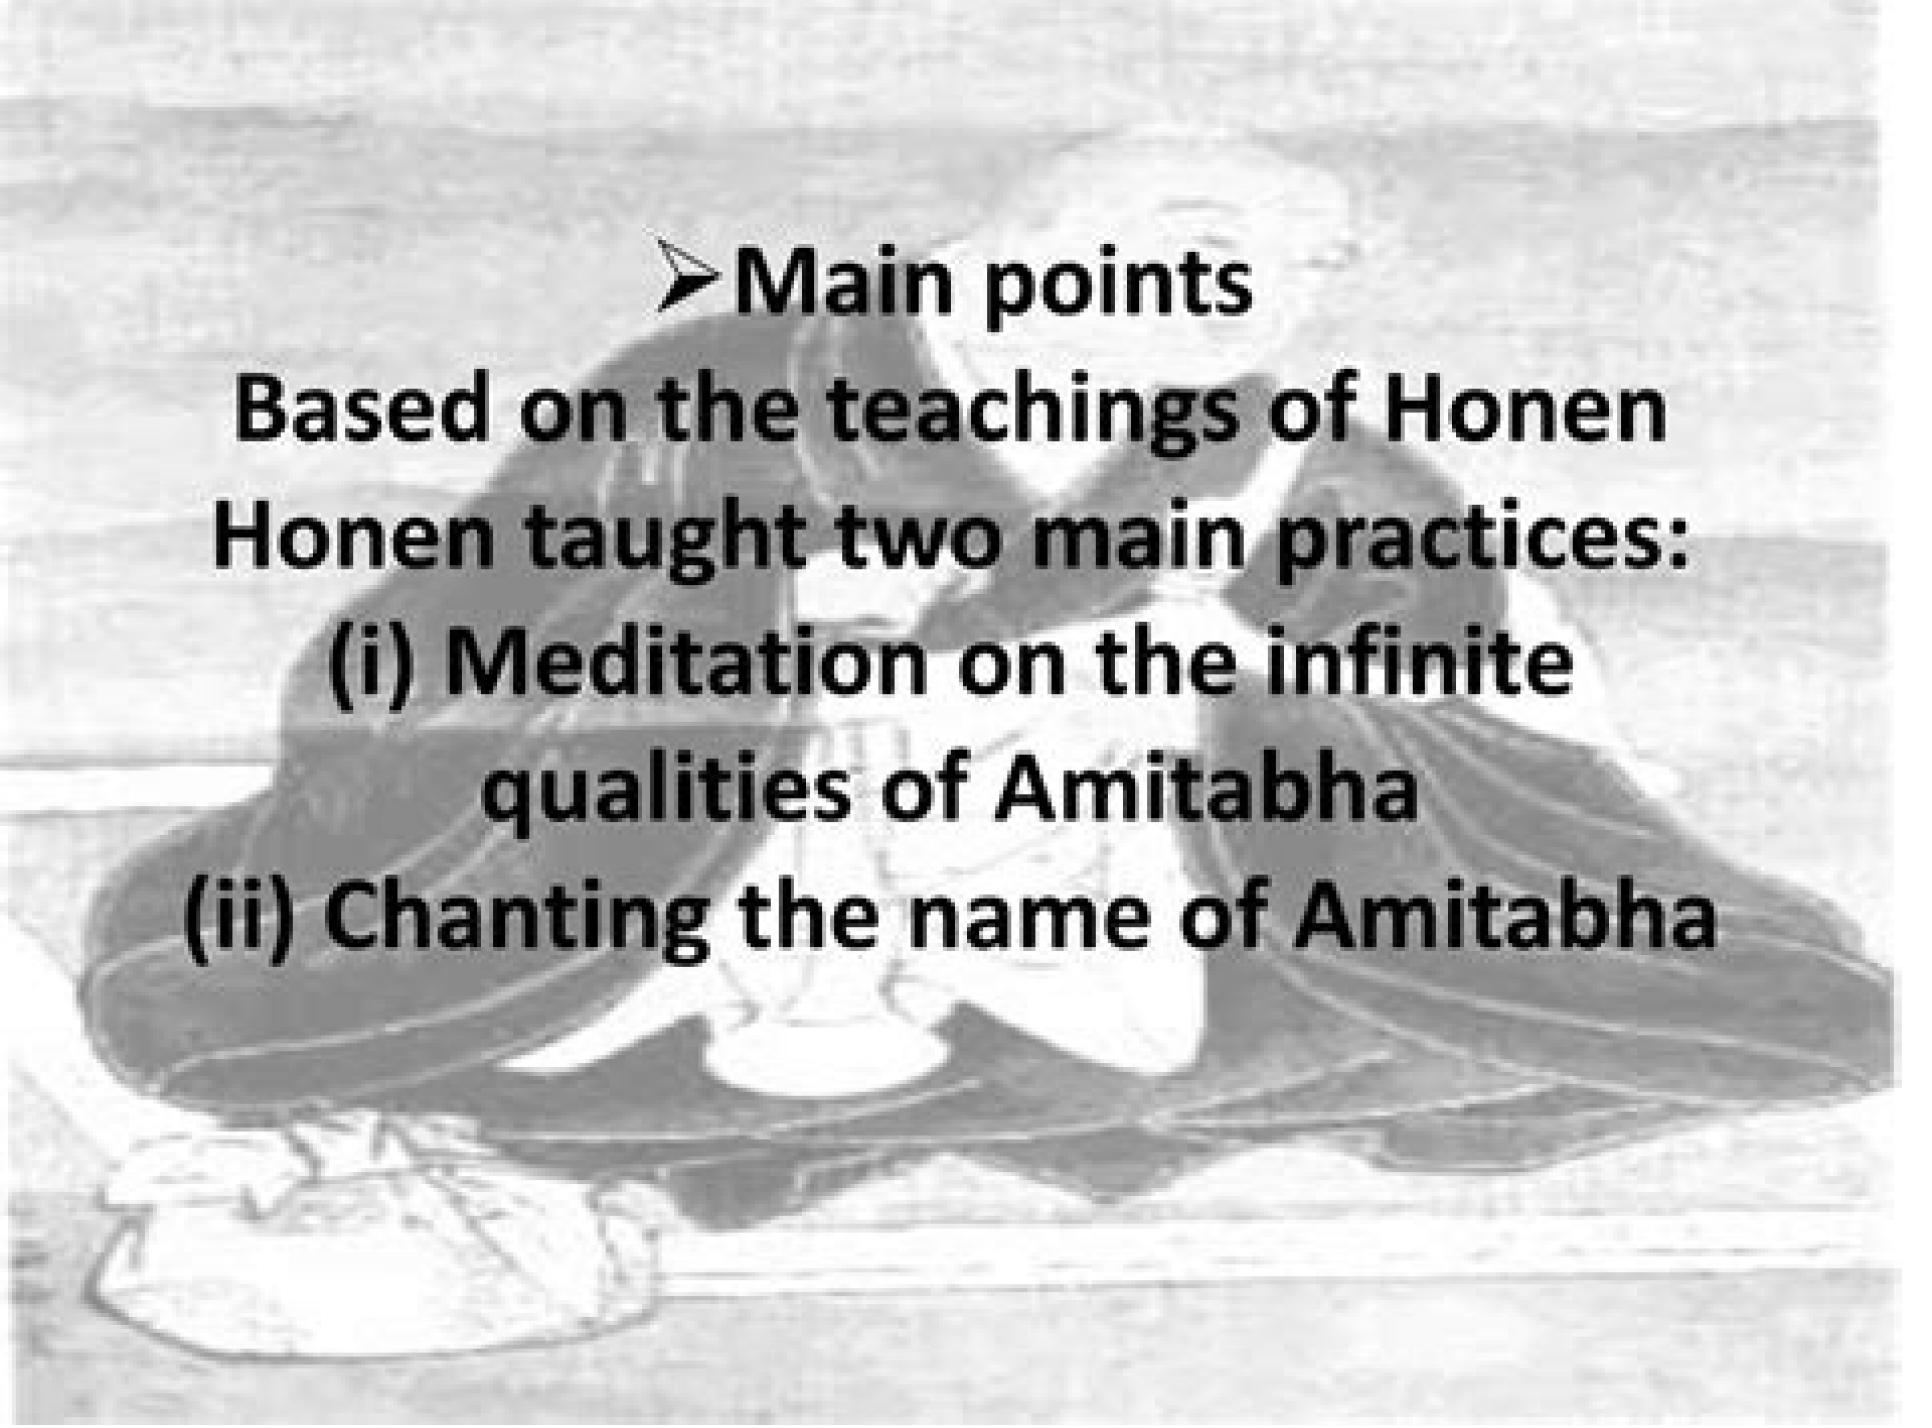 ➢Main points
Based on the teachings of Honen
Honen taught two main practices:
(i) Meditation on the infinite
qualities of Amitabha
(ii) Chanting the name of Amitabha